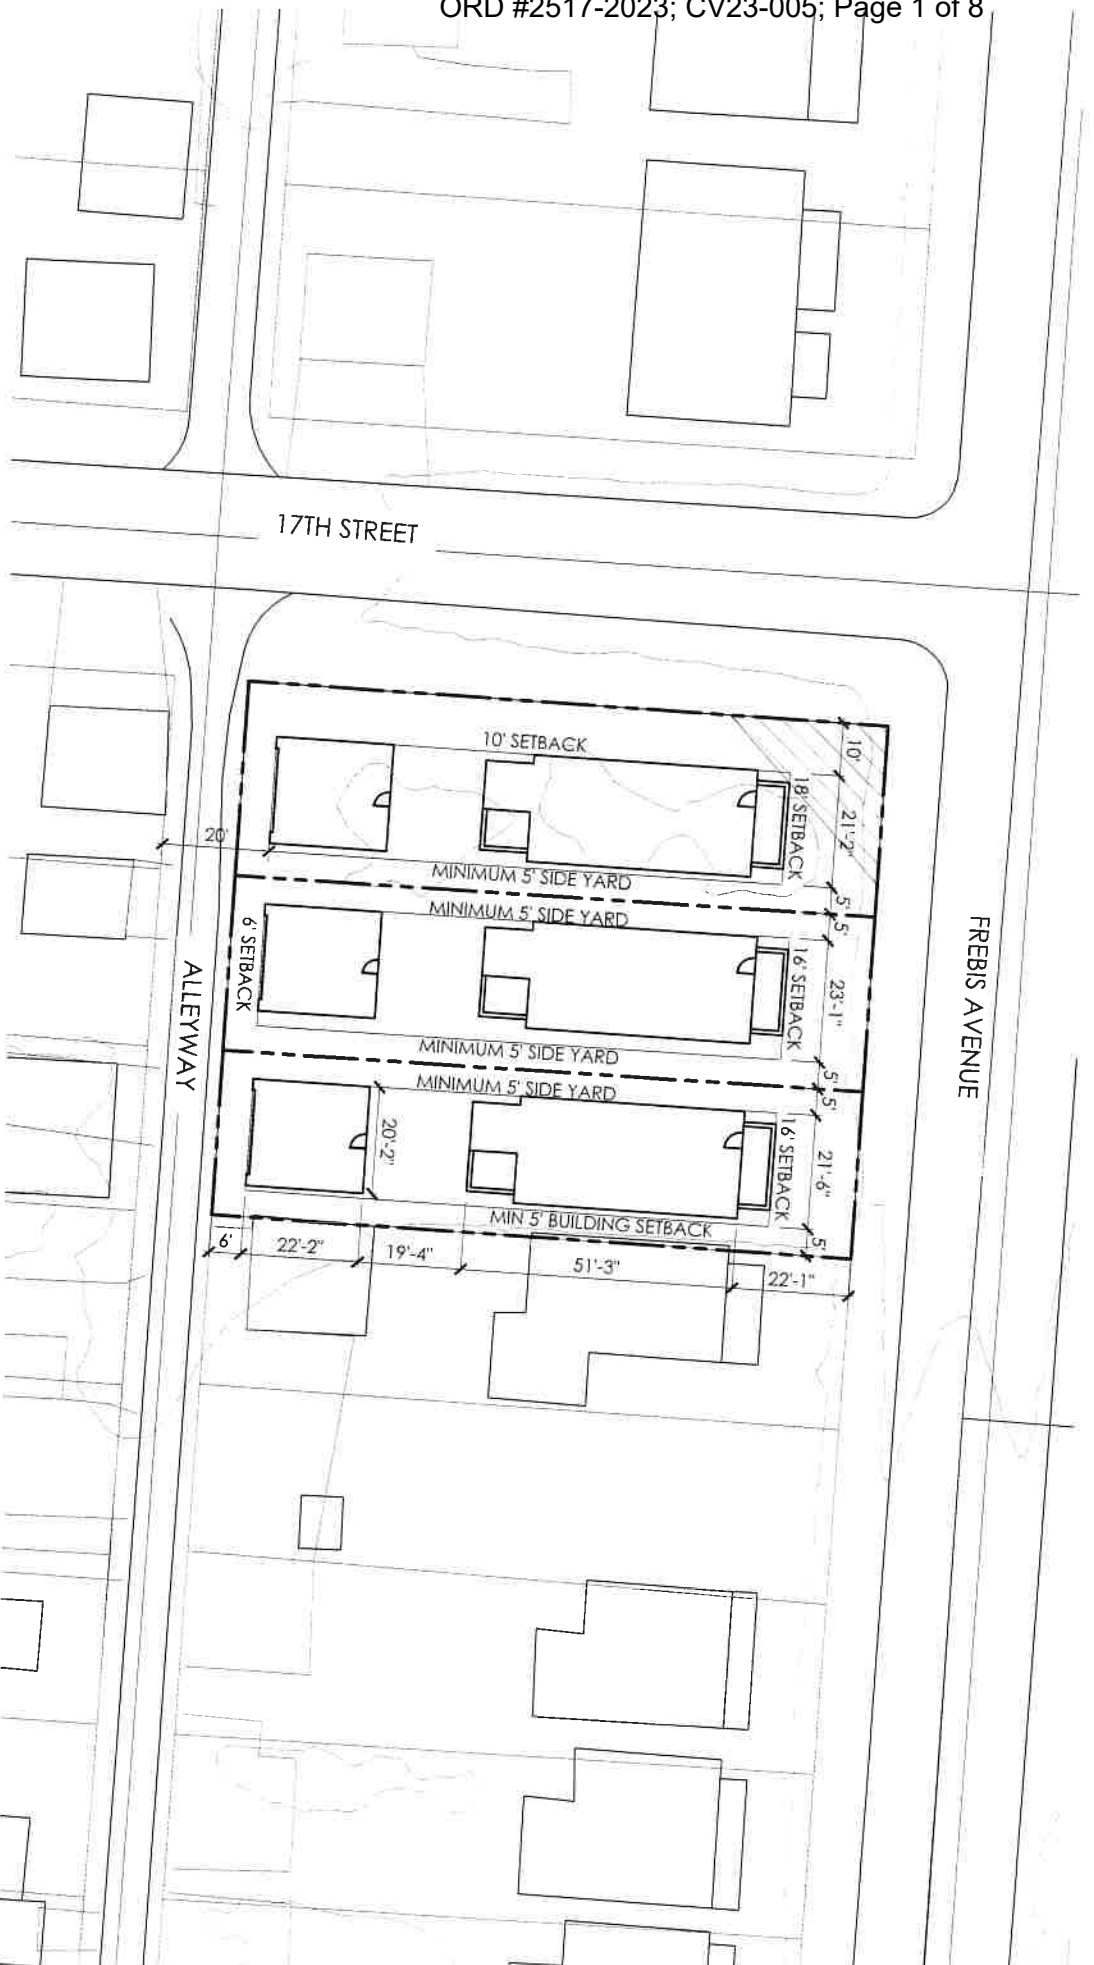 ORD #2517-2023; CV23-005; Page 1 of 8
17TH STREET
10' SETBACK
10'
18' SETBACK
21'-2"
20'
MINIMUM 5' SIDE YARD
5'
MINIMUM 5' SIDE YARD
5'
6' SETBACK
16' SETBACK
23'-1"
FREBIS AVENUE
ALLEYWAY
MINIMUM 5' SIDE YARD
5'
MINIMUM 5' SIDE YARD
5'
20'-2"
16' SETBACK
21'-6"
MIN 5' BUILDING SETBACK
5'
6'
22'-2"
19'-4"
51'-3"
22'-1"